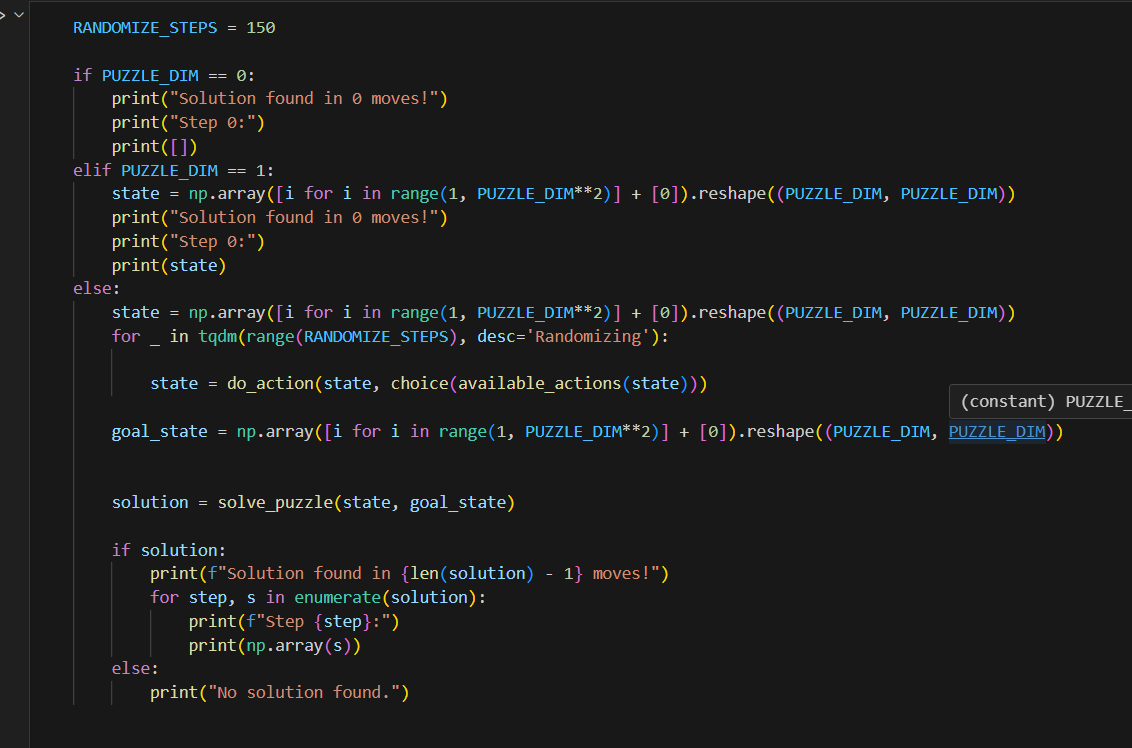 RANDOMIZE_STEPS = 150
if PUZZLE_DIM == 0:
    print("Solution found in 0 moves!")
    print("Step 0:")
    print([])
elif PUZZLE_DIM == 1:
    state = np.array([i for i in range(1, PUZZLE_DIM**2)] + [0]).reshape((PUZZLE_DIM, PUZZLE_DIM))
    print("Solution found in 0 moves!")
    print("Step 0:")
    print(state)
else:
    state = np.array([i for i in range(1, PUZZLE_DIM**2)] + [0]).reshape((PUZZLE_DIM, PUZZLE_DIM))
    for _ in tqdm(range(RANDOMIZE_STEPS), desc='Randomizing'):
        state = do_action(state, choice(available_actions(state)))
(constant) PUZZLE_
    goal_state = np.array([i for i in range(1, PUZZLE_DIM**2)] + [0]).reshape((PUZZLE_DIM, PUZZLE_DIM))
    solution = solve_puzzle(state, goal_state)
    if solution:
        print(f"Solution found in {len(solution) - 1} moves!")
        for step, s in enumerate(solution):
            print(f"Step {step}:")
            print(np.array(s))
    else:
        print("No solution found.")